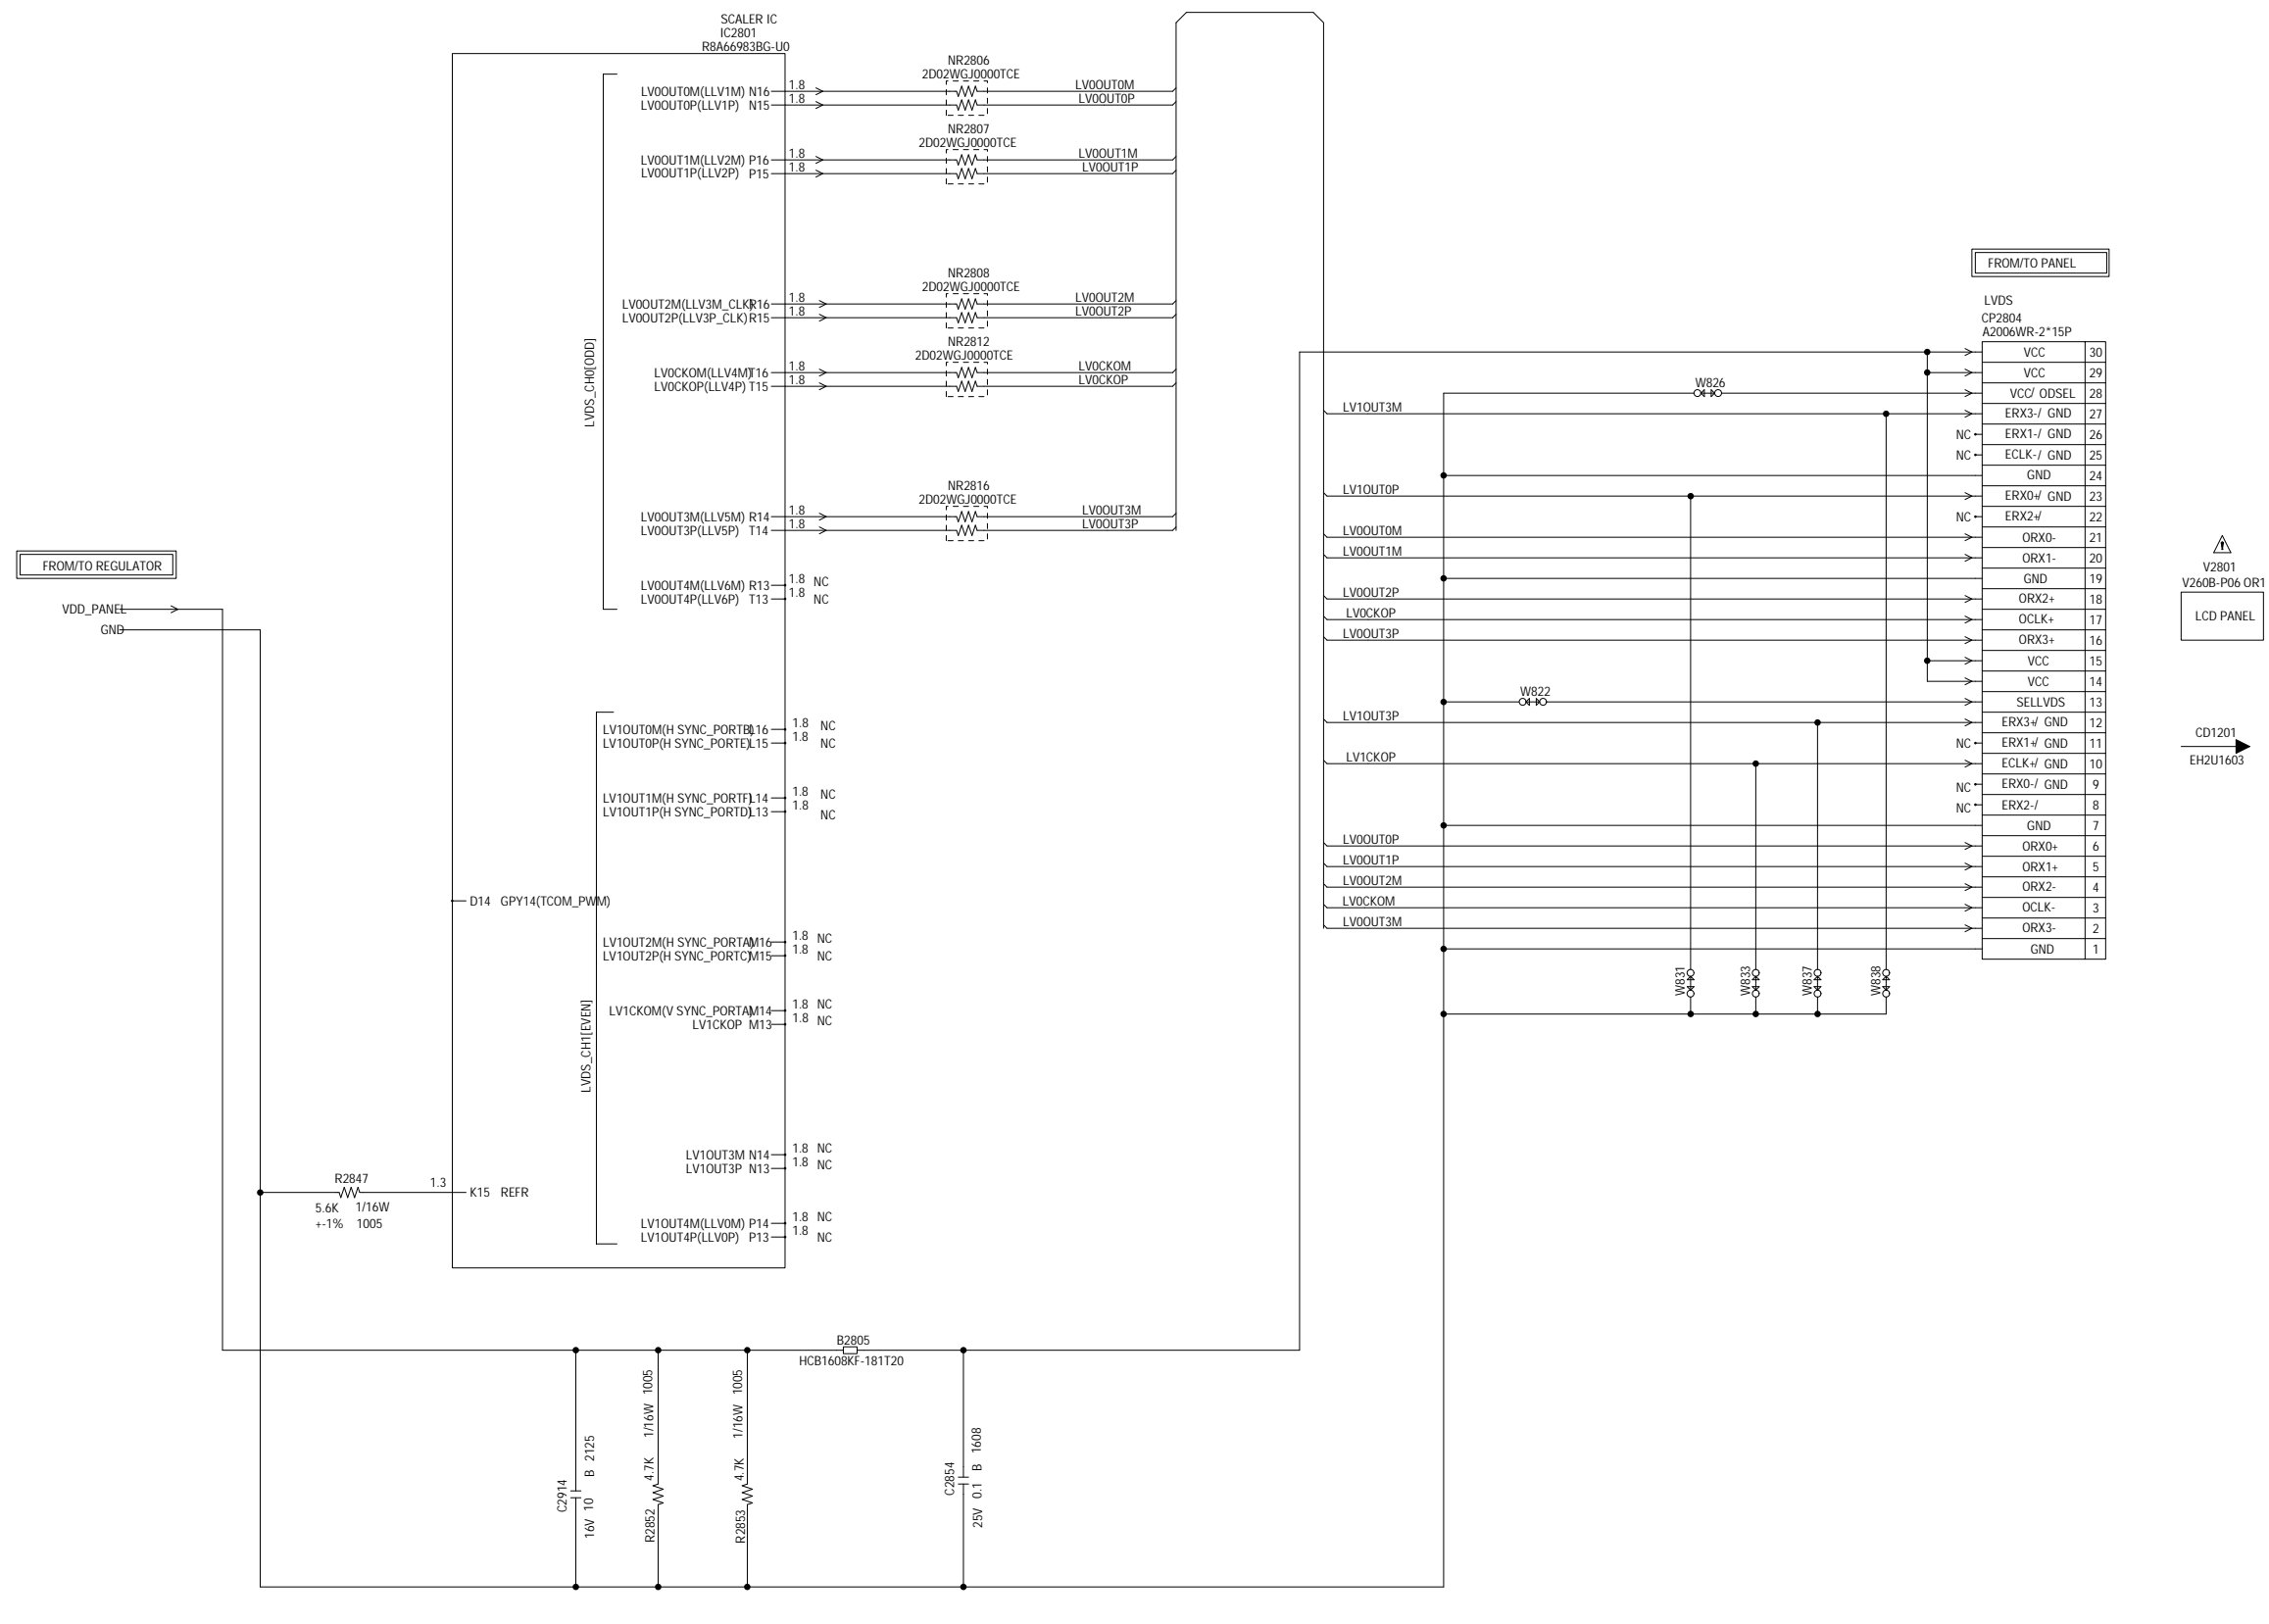 SCALER IC
IC2801
R8A66983BG-U0
LVDS_CH0[ODD]
LV0OUT0M(LLV1M) N16 1.8
LV0OUT0P(LLV1P) N15 1.8
NR2806
2D02WGJ0000TCE
LV0OUT0M
LV0OUT0P
LV0OUT1M(LLV2M) P16 1.8
LV0OUT1P(LLV2P) P15 1.8
NR2807
2D02WGJ0000TCE
LV0OUT1M
LV0OUT1P
LV0OUT2M(LLV3M_CLK) R16 1.8
LV0OUT2P(LLV3P_CLK) R15 1.8
NR2808
2D02WGJ0000TCE
LV0OUT2M
LV0OUT2P
LV0CKOM(LLV4M) T16 1.8
LV0CKOP(LLV4P) T15 1.8
NR2812
2D02WGJ0000TCE
LV0CKOM
LV0CKOP
LV0OUT3M(LLV5M) R14 1.8
LV0OUT3P(LLV5P) T14 1.8
NR2816
2D02WGJ0000TCE
LV0OUT3M
LV0OUT3P
LV0OUT4M(LLV6M) R13 1.8 NC
LV0OUT4P(LLV6P) T13 1.8 NC
FROM/TO REGULATOR
VDD_PANEL
GND
LVDS_CH1[EVEN]
LV1OUT0M(H SYNC_PORTB) L16 1.8 NC
LV1OUT0P(H SYNC_PORTE) L15 1.8 NC
LV1OUT1M(H SYNC_PORTF) L14 1.8 NC
LV1OUT1P(H SYNC_PORTD) L13 1.8 NC
D14 GPY14(TCOM_PWM)
LV1OUT2M(H SYNC_PORTA) M16 1.8 NC
LV1OUT2P(H SYNC_PORTC) M15 1.8 NC
LV1CKOM(V SYNC_PORTA) M14 1.8 NC
LV1CKOP M13 1.8 NC
LV1OUT3M N14 1.8 NC
LV1OUT3P N13 1.8 NC
R2847
5.6K 1/16W
+-1% 1005
1.3
K15 REFR
LV1OUT4M(LLV0M) P14 1.8 NC
LV1OUT4P(LLV0P) P13 1.8 NC
B2805
HCB1608KF-181T20
C2914
16V 10 B 2125
R2852
4.7K 1/16W 1005
R2853
4.7K 1/16W 1005
C2854
25V 0.1 B 1608
FROM/TO PANEL
LVDS
CP2804
A2006WR-2*15P
VCC 30
VCC 29
W826
VCC/ ODSEL 28
LV1OUT3M ERX3-/ GND 27
NC ERX1-/ GND 26
NC ECLK-/ GND 25
GND 24
LV1OUT0P ERX0+/ GND 23
NC ERX2+/ 22
LV0OUT0M ORX0- 21
LV0OUT1M ORX1- 20
GND 19
LV0OUT2P ORX2+ 18
LV0CKOP OCLK+ 17
LV0OUT3P ORX3+ 16
VCC 15
VCC 14
W822
SELLVDS 13
LV1OUT3P ERX3+/ GND 12
NC ERX1+/ GND 11
LV1CKOP ECLK+/ GND 10
NC ERX0-/ GND 9
NC ERX2-/ 8
GND 7
LV0OUT0P ORX0+ 6
LV0OUT1P ORX1+ 5
LV0OUT2M ORX2- 4
LV0CKOM OCLK- 3
LV0OUT3M ORX3- 2
GND 1
W831
W833
W837
W838
V2801
V260B-P06 OR1
LCD PANEL
CD1201
EH2U1603